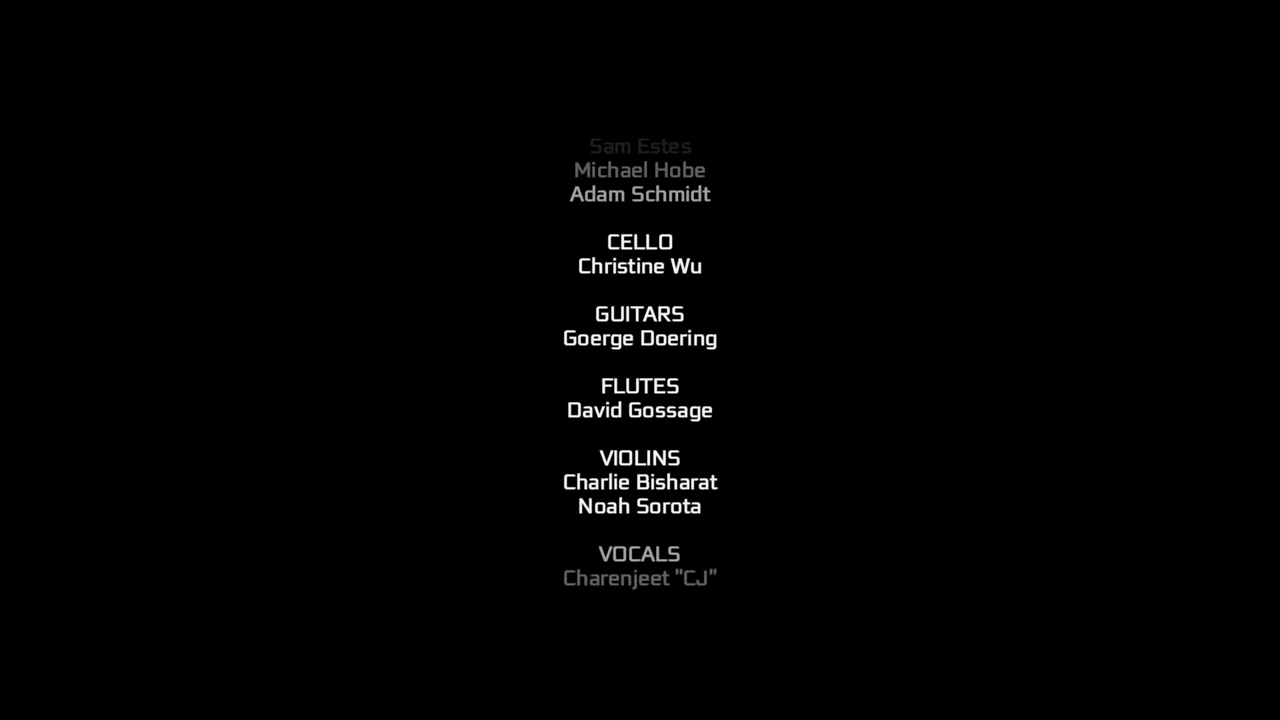 Sam Estes
Michael Hobe
Adam Schmidt
CELLO
Christine Wu
GUITARS
Goerge Doering
FLUTES
David Gossage
VIOLINS
Charlie Bisharat
Noah Sorota
VOCALS
Charenjeet "CJ"